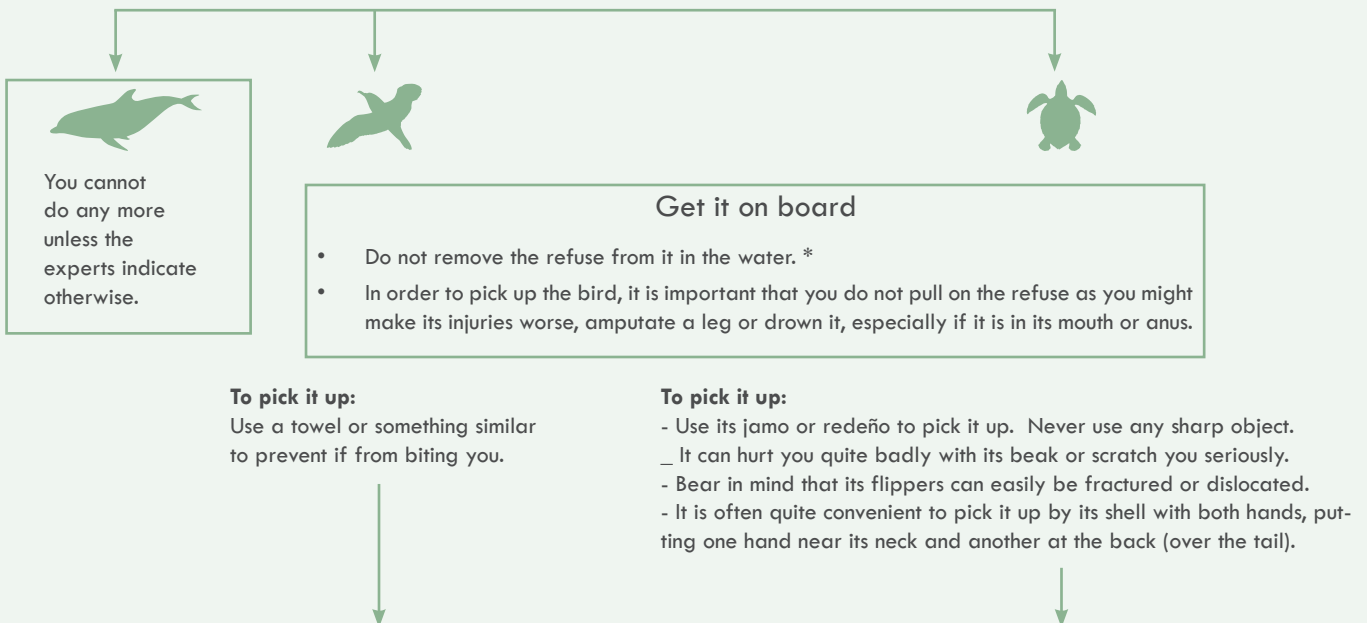 You cannot
do any more
unless the
experts indicate
otherwise.
Get it on board
• Do not remove the refuse from it in the water. *
• In order to pick up the bird, it is important that you do not pull on the refuse as you might
make its injuries worse, amputate a leg or drown it, especially if it is in its mouth or anus.
To pick it up:
Use a towel or something similar
to prevent if from biting you.
To pick it up:
- Use its jamo or redeño to pick it up. Never use any sharp object.
_ It can hurt you quite badly with its beak or scratch you seriously.
- Bear in mind that its flippers can easily be fractured or dislocated.
- It is often quite convenient to pick it up by its shell with both hands, put-
ting one hand near its neck and another at the back (over the tail).